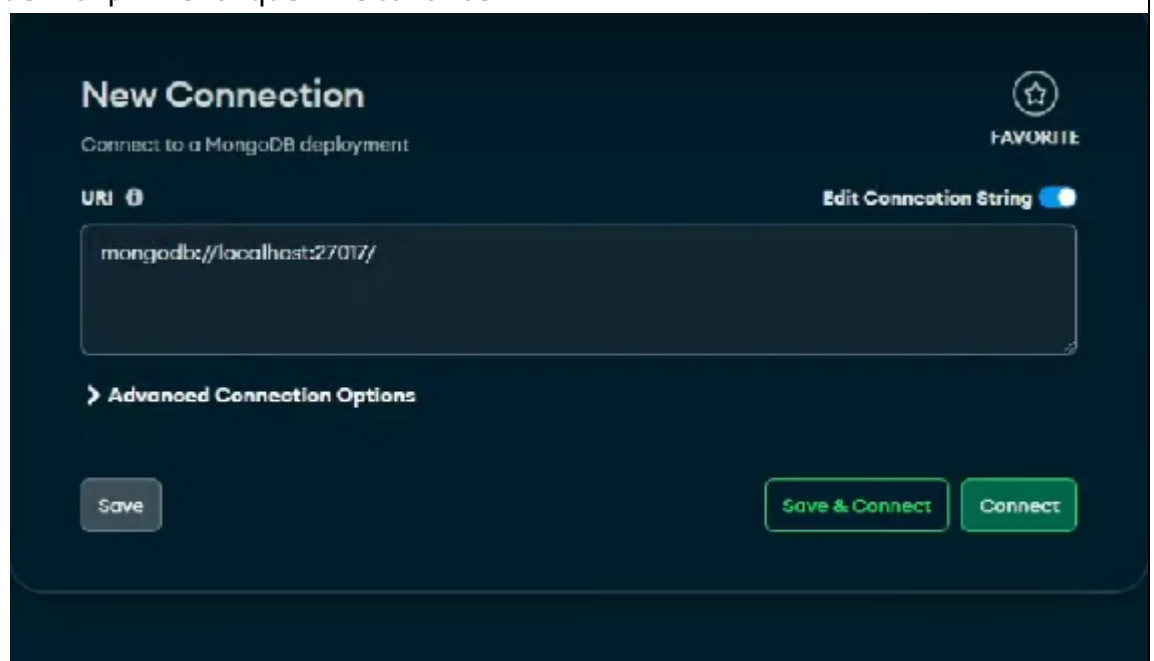 New Connection
FAVORITE
Connect to a MongoDB deployment
URI
Edit Connection String
mongodb://localhost:27017/
Advanced Connection Options
Save
Save & Connect
Connect